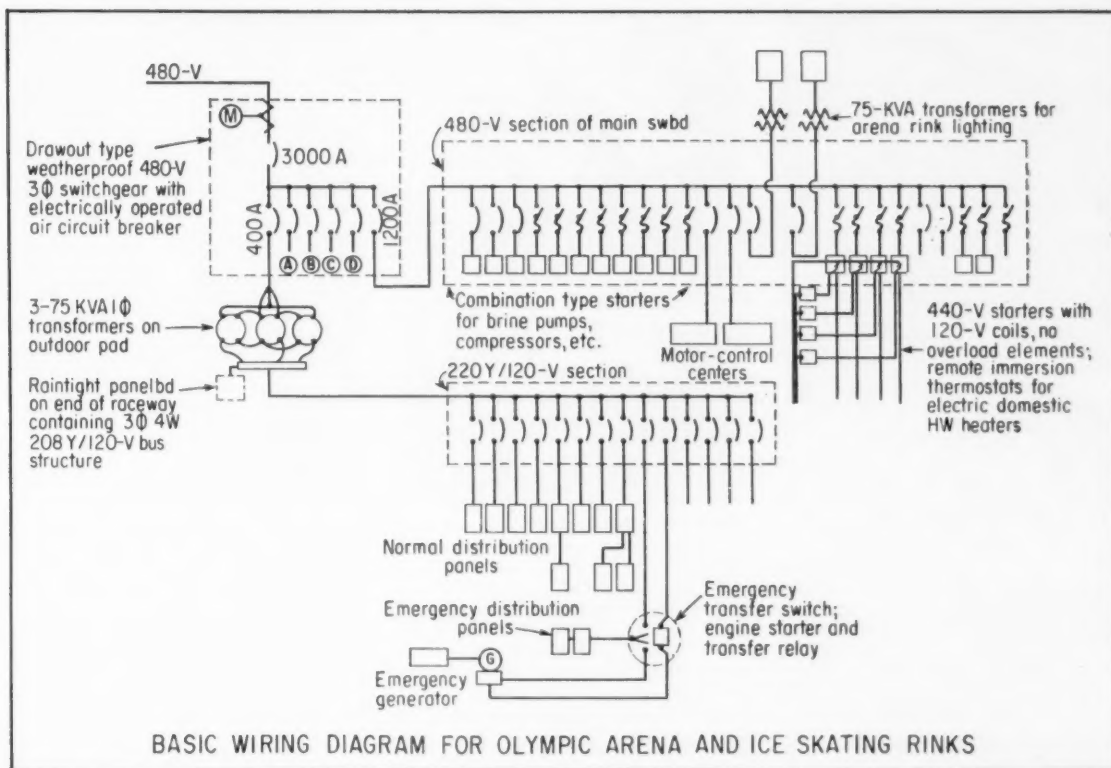 480-V
M
3000 A
Drawout type
weatherproof 480-V
3Φ switchgear with
electrically operated
air circuit breaker
400 A
A
B
C
D
1200A
480-V section of main swbd
75-KVA transformers for
arena rink lighting
Combination type starters
for brine pumps,
compressors, etc.
Motor-control
centers
440-V starters with
120-V coils, no
overload elements;
remote immersion
thermostats for
electric domestic
HW heaters
3-75 KVA 1Φ
transformers on
outdoor pad
Raintight panelbd
on end of raceway
containing 3Φ 4W
208Y/120-V bus
structure
220Y/120-V section
Normal distribution
panels
Emergency distribution
panels
Emergency
transfer switch;
engine starter and
transfer relay
G
Emergency
generator
BASIC WIRING DIAGRAM FOR OLYMPIC ARENA AND ICE SKATING RINKS